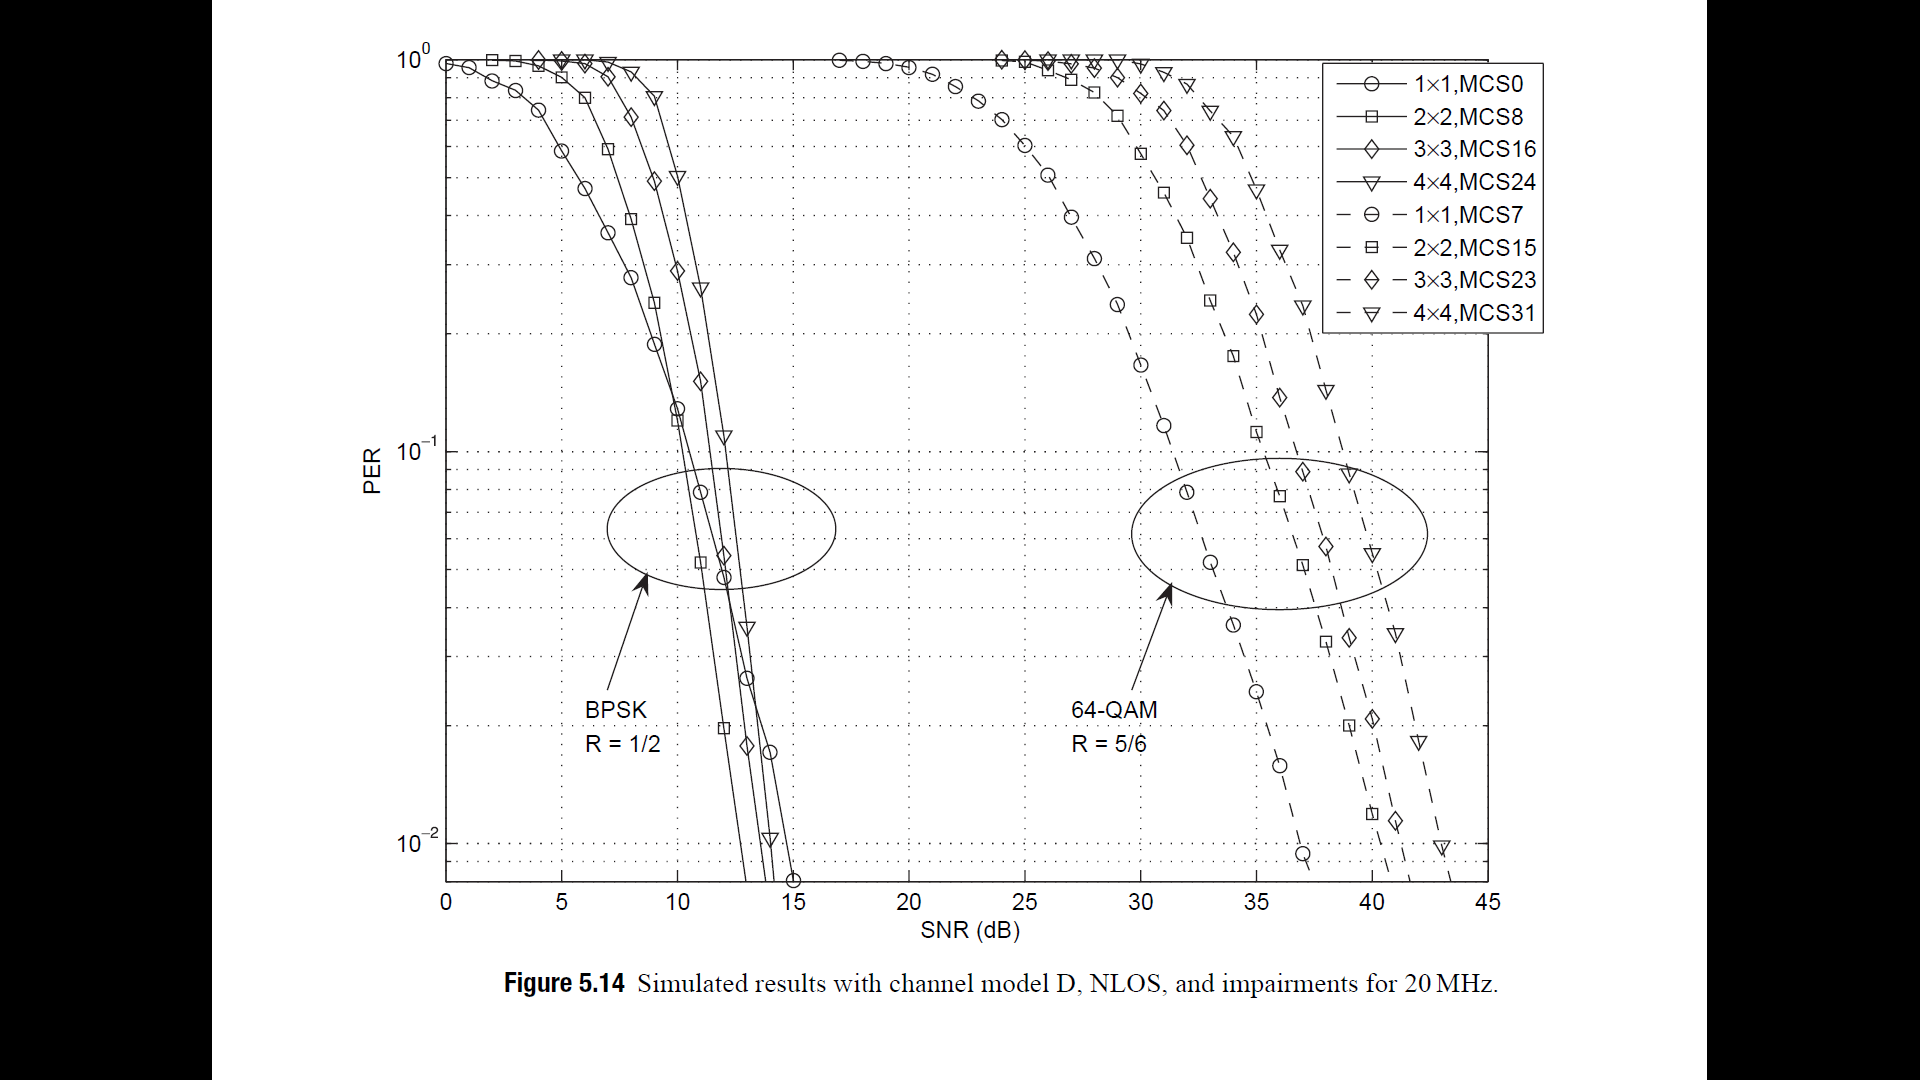 10^0
10^−1
10^−2
PER
1×1,MCS0
2×2,MCS8
3×3,MCS16
4×4,MCS24
1×1,MCS7
2×2,MCS15
3×3,MCS23
4×4,MCS31
BPSK
R = 1/2
64-QAM
R = 5/6
0 5 10 15 20 25 30 35 40 45
SNR (dB)
Figure 5.14 Simulated results with channel model D, NLOS, and impairments for 20 MHz.